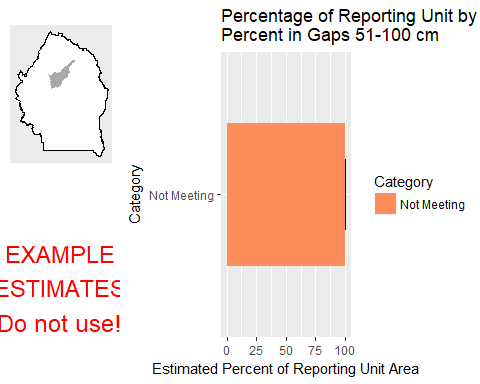 Percentage of Reporting Unit by
Percent in Gaps 51-100 cm
Category
Not Meeting
Category
Not Meeting
EXAMPLE
ESTIMATES
Do not use!
0 25 50 75 100
Estimated Percent of Reporting Unit Area